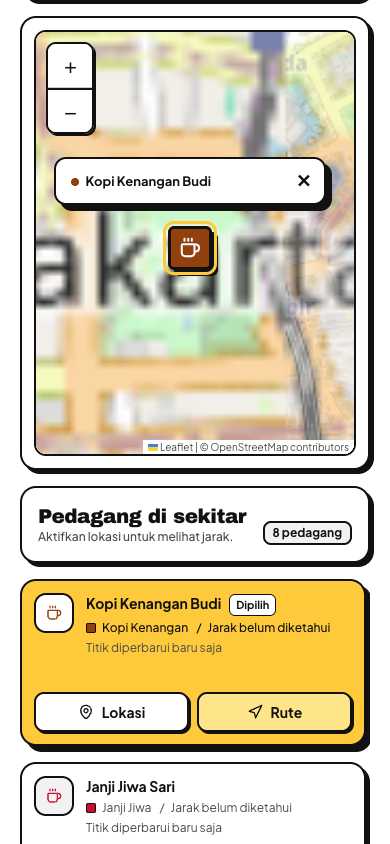 da
+
−
Kopi Kenangan Budi ✕
akarta
Leaflet | © OpenStreetMap contributors
Pedagang di sekitar
Aktifkan lokasi untuk melihat jarak.
8 pedagang
Kopi Kenangan Budi Dipilih
Kopi Kenangan / Jarak belum diketahui
Titik diperbarui baru saja
Lokasi Rute
Janji Jiwa Sari
Janji Jiwa / Jarak belum diketahui
Titik diperbarui baru saja